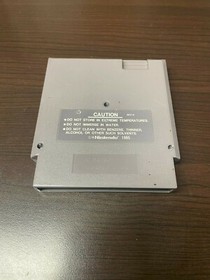 CAUTION
●DO NOT STORE IN EXTREME TEMPERATURES.
●DO NOT IMMERSE IN WATER.
●DO NOT CLEAN WITH BENZENE, THINNER,
ALCOHOL OR OTHER SUCH SOLVENTS.
©Nintendo 1985